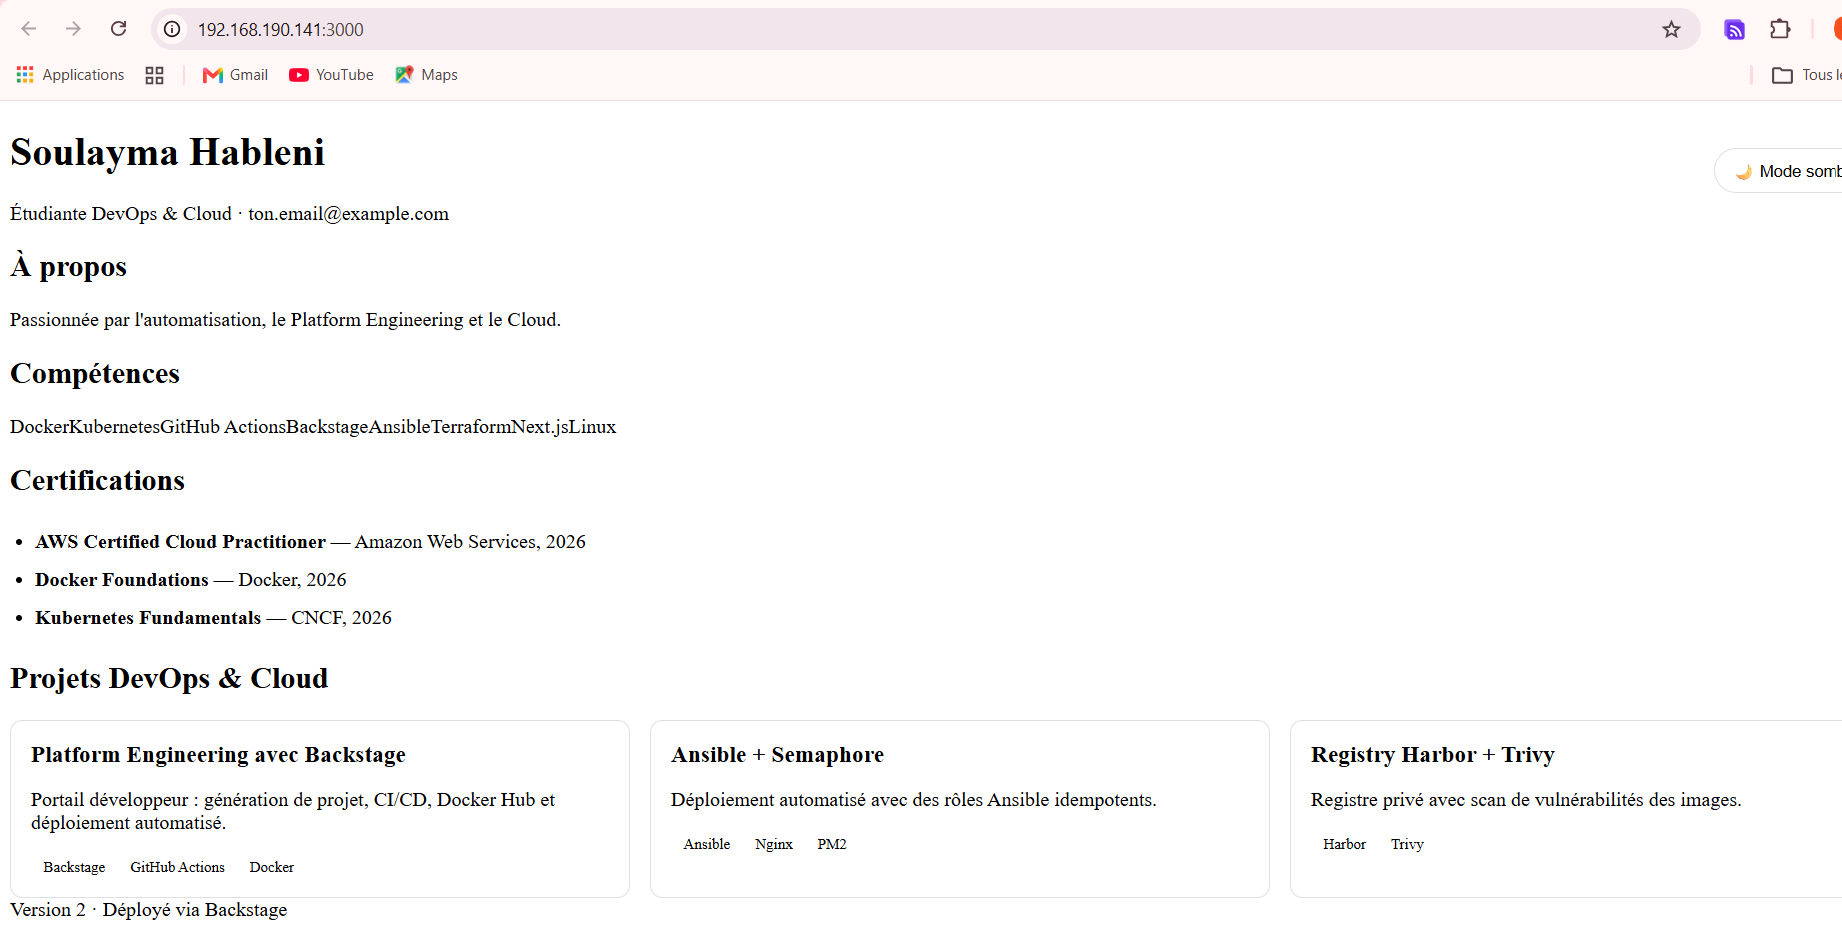 192.168.190.141:3000
Applications
Gmail
YouTube
Maps
Tous le
Soulayma Hableni
🌙 Mode somb
Étudiante DevOps & Cloud · ton.email@example.com
À propos
Passionnée par l'automatisation, le Platform Engineering et le Cloud.
Compétences
DockerKubernetesGitHub ActionsBackstageAnsibleTerraformNext.jsLinux
Certifications
• AWS Certified Cloud Practitioner — Amazon Web Services, 2026
• Docker Foundations — Docker, 2026
• Kubernetes Fundamentals — CNCF, 2026
Projets DevOps & Cloud
Platform Engineering avec Backstage
Portail développeur : génération de projet, CI/CD, Docker Hub et
déploiement automatisé.
Backstage GitHub Actions Docker
Ansible + Semaphore
Déploiement automatisé avec des rôles Ansible idempotents.
Ansible Nginx PM2
Registry Harbor + Trivy
Registre privé avec scan de vulnérabilités des images.
Harbor Trivy
Version 2 · Déployé via Backstage